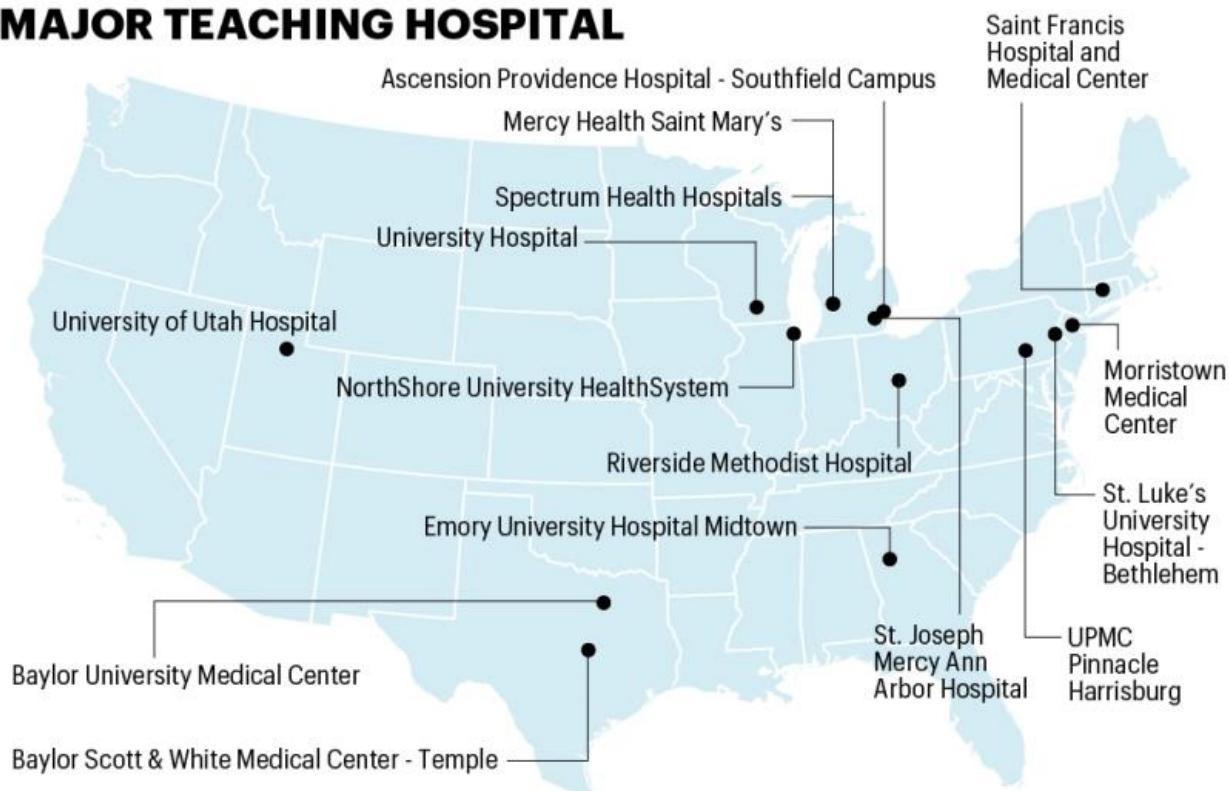 MAJOR TEACHING HOSPITAL
Saint Francis
Hospital and
Medical Center
Ascension Providence Hospital - Southfield Campus
Mercy Health Saint Mary's
Spectrum Health Hospitals
University Hospital
University of Utah Hospital
NorthShore University HealthSystem
Morristown
Medical
Center
Riverside Methodist Hospital
St. Luke's
University
Hospital -
Bethlehem
Emory University Hospital Midtown
St. Joseph
Mercy Ann
Arbor Hospital
UPMC
Pinnacle
Harrisburg
Baylor University Medical Center
Baylor Scott & White Medical Center - Temple